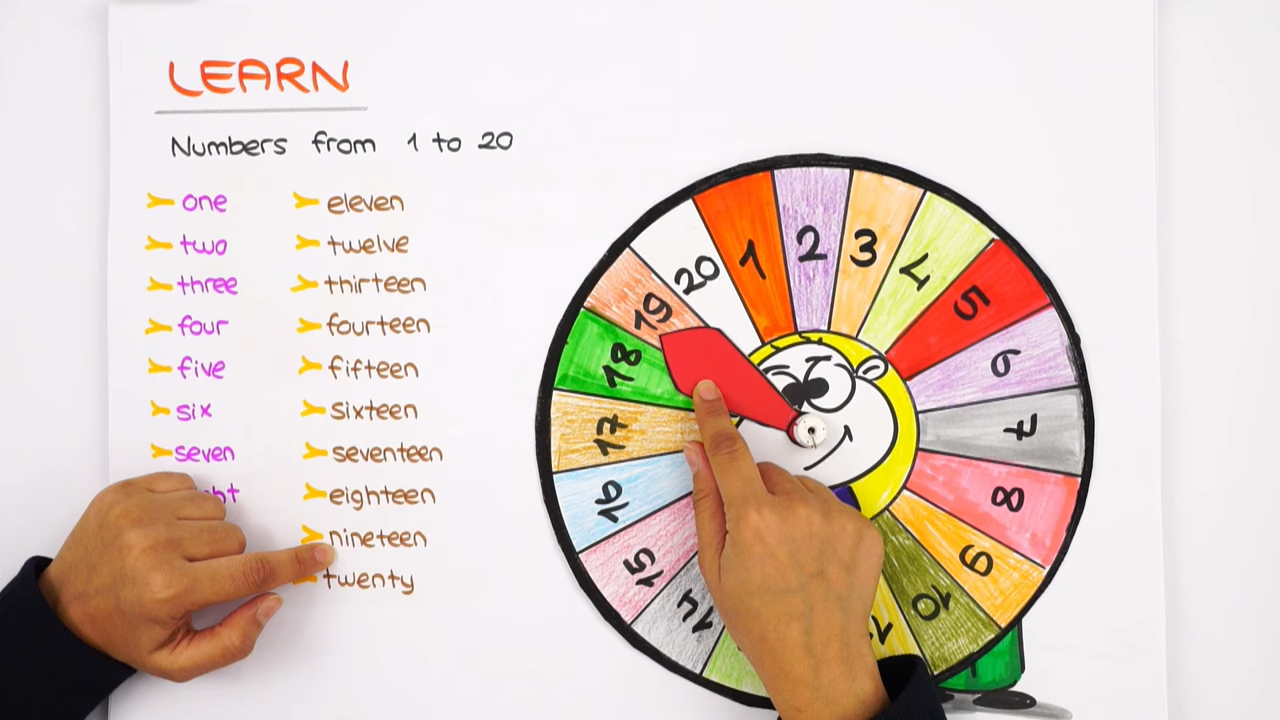 LEARN
Numbers from 1 to 20
one
two
three
four
five
six
seven
eleven
twelve
thirteen
fourteen
fifteen
sixteen
seventeen
eighteen
nineteen
twenty
1
2
3
4
5
6
7
8
9
10
14
15
16
17
18
19
20